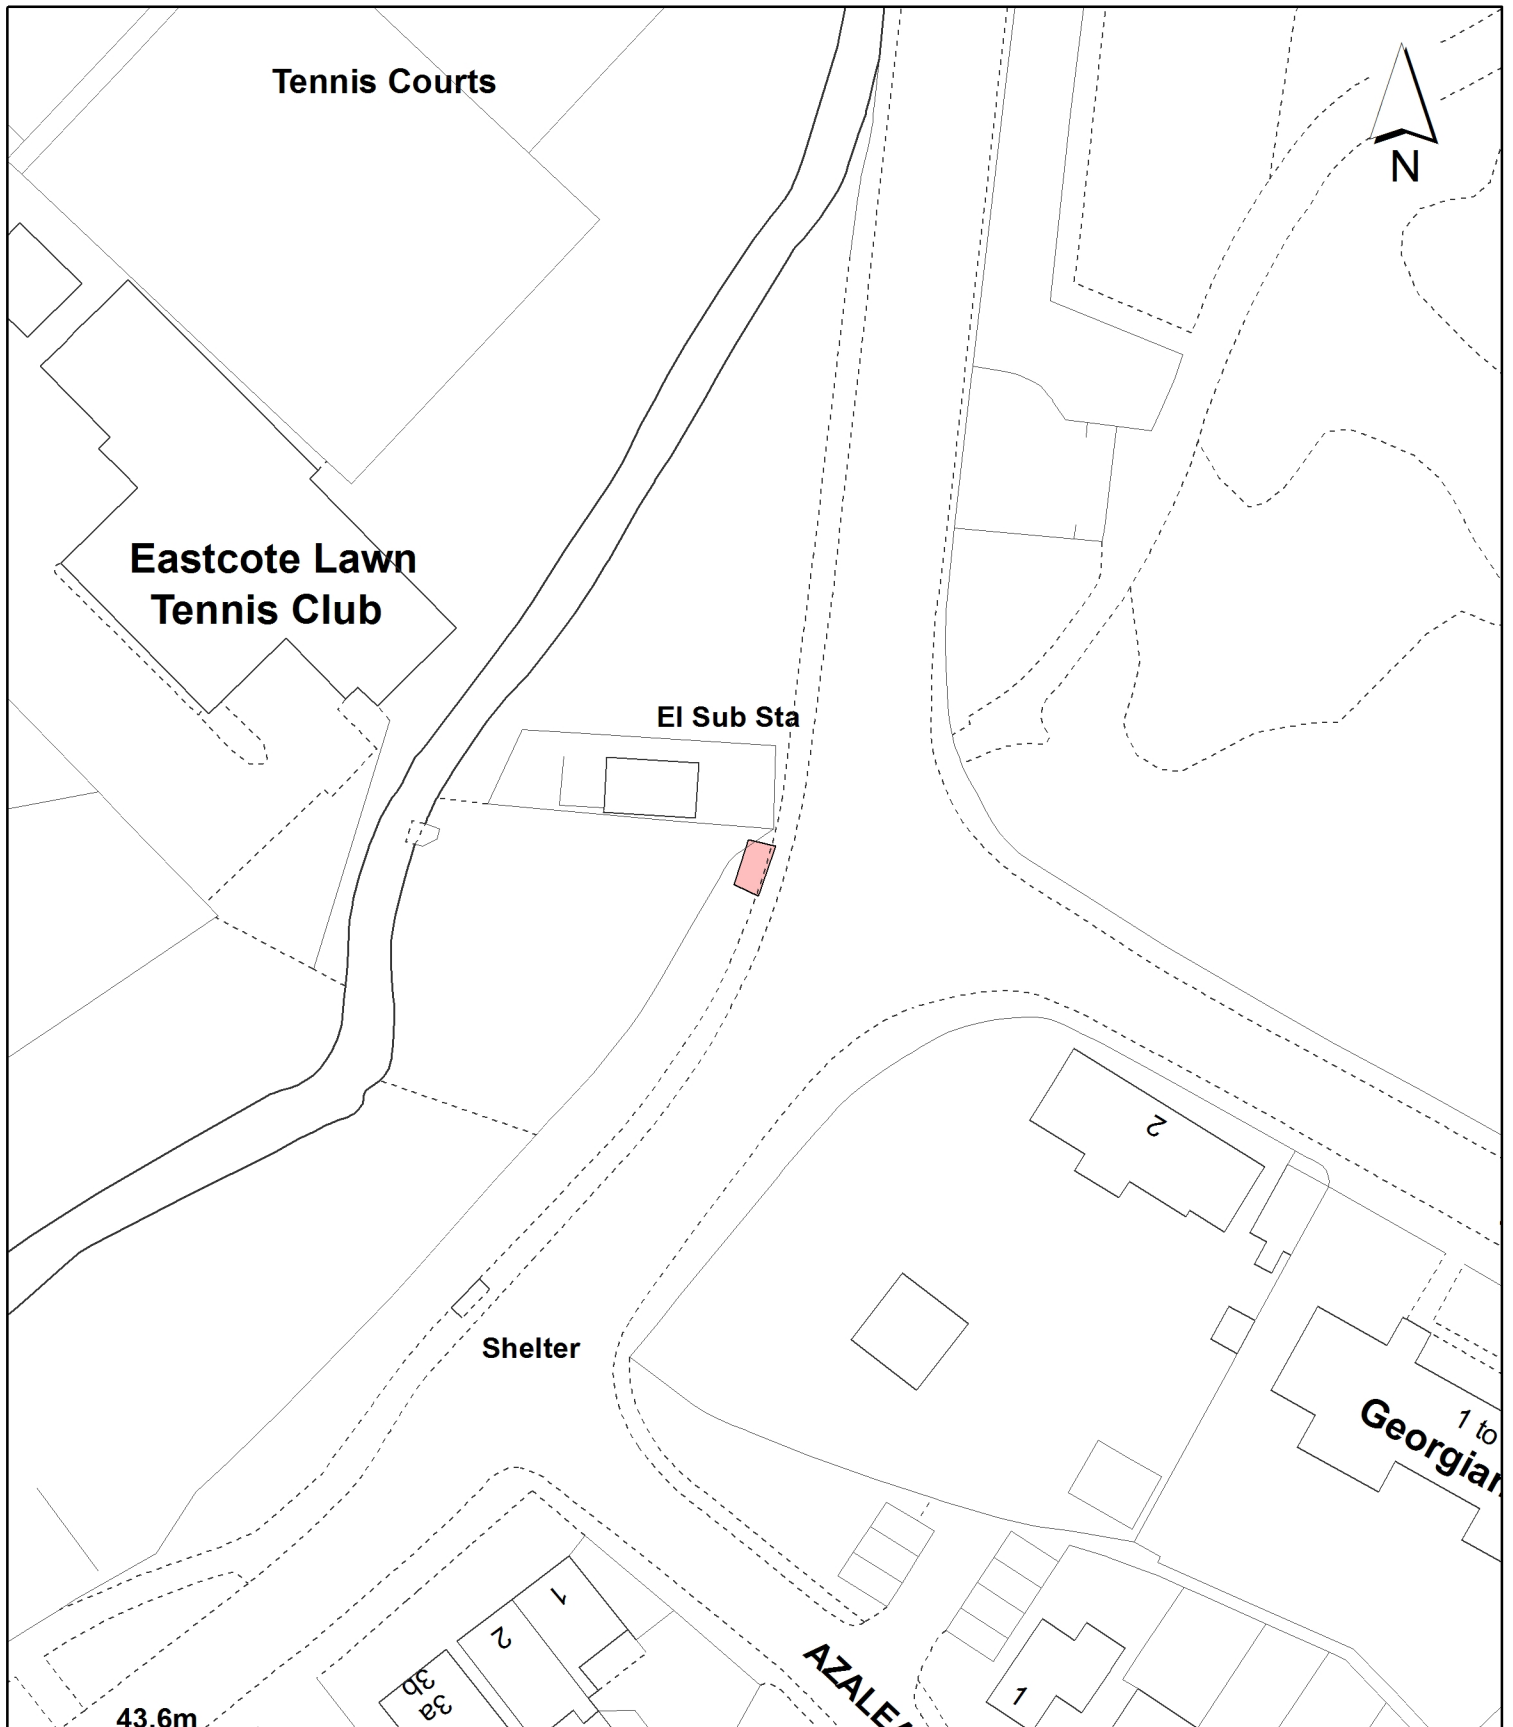 Tennis Courts
N
Eastcote Lawn
Tennis Club
El Sub Sta
2
Shelter
1 to
Georgian
1
2
3b
3a
AZALEA
1
43.6m